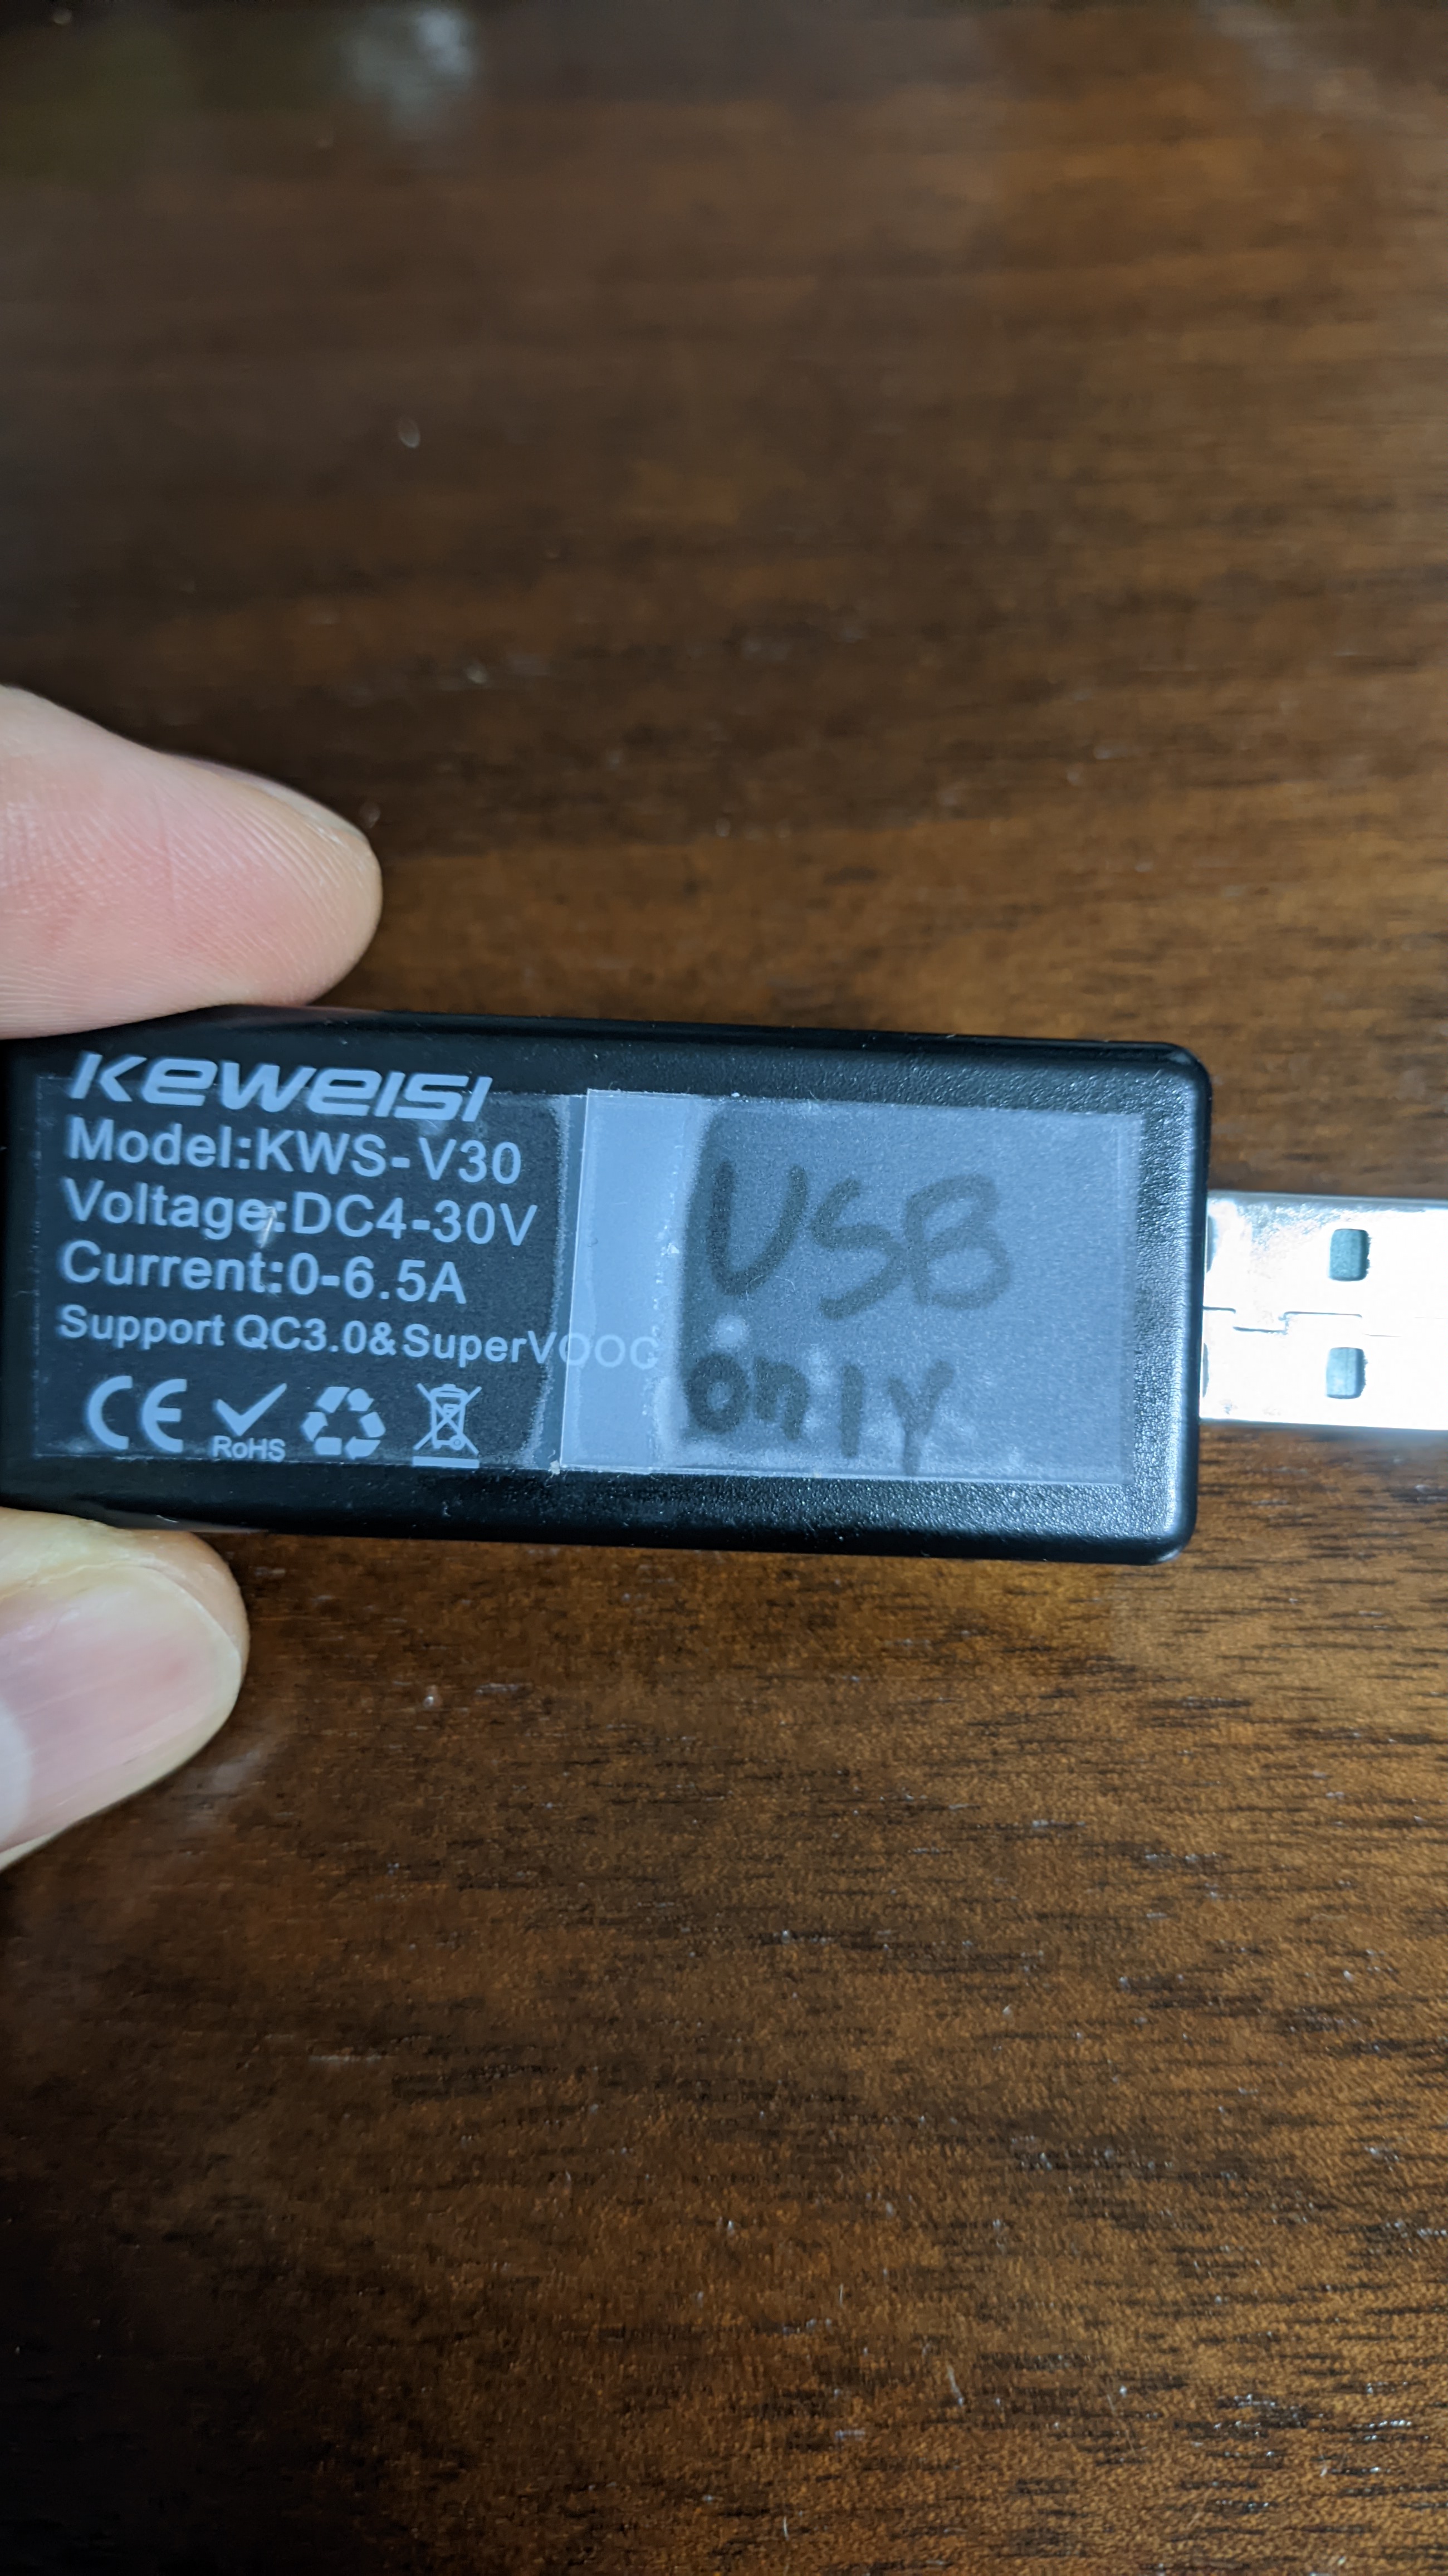 KEWEISI
Model:KWS-V30
Voltage:DC4-30V
Current:0-6.5A
Support QC3.0&SuperVOOC
CE
RoHS
USB
only